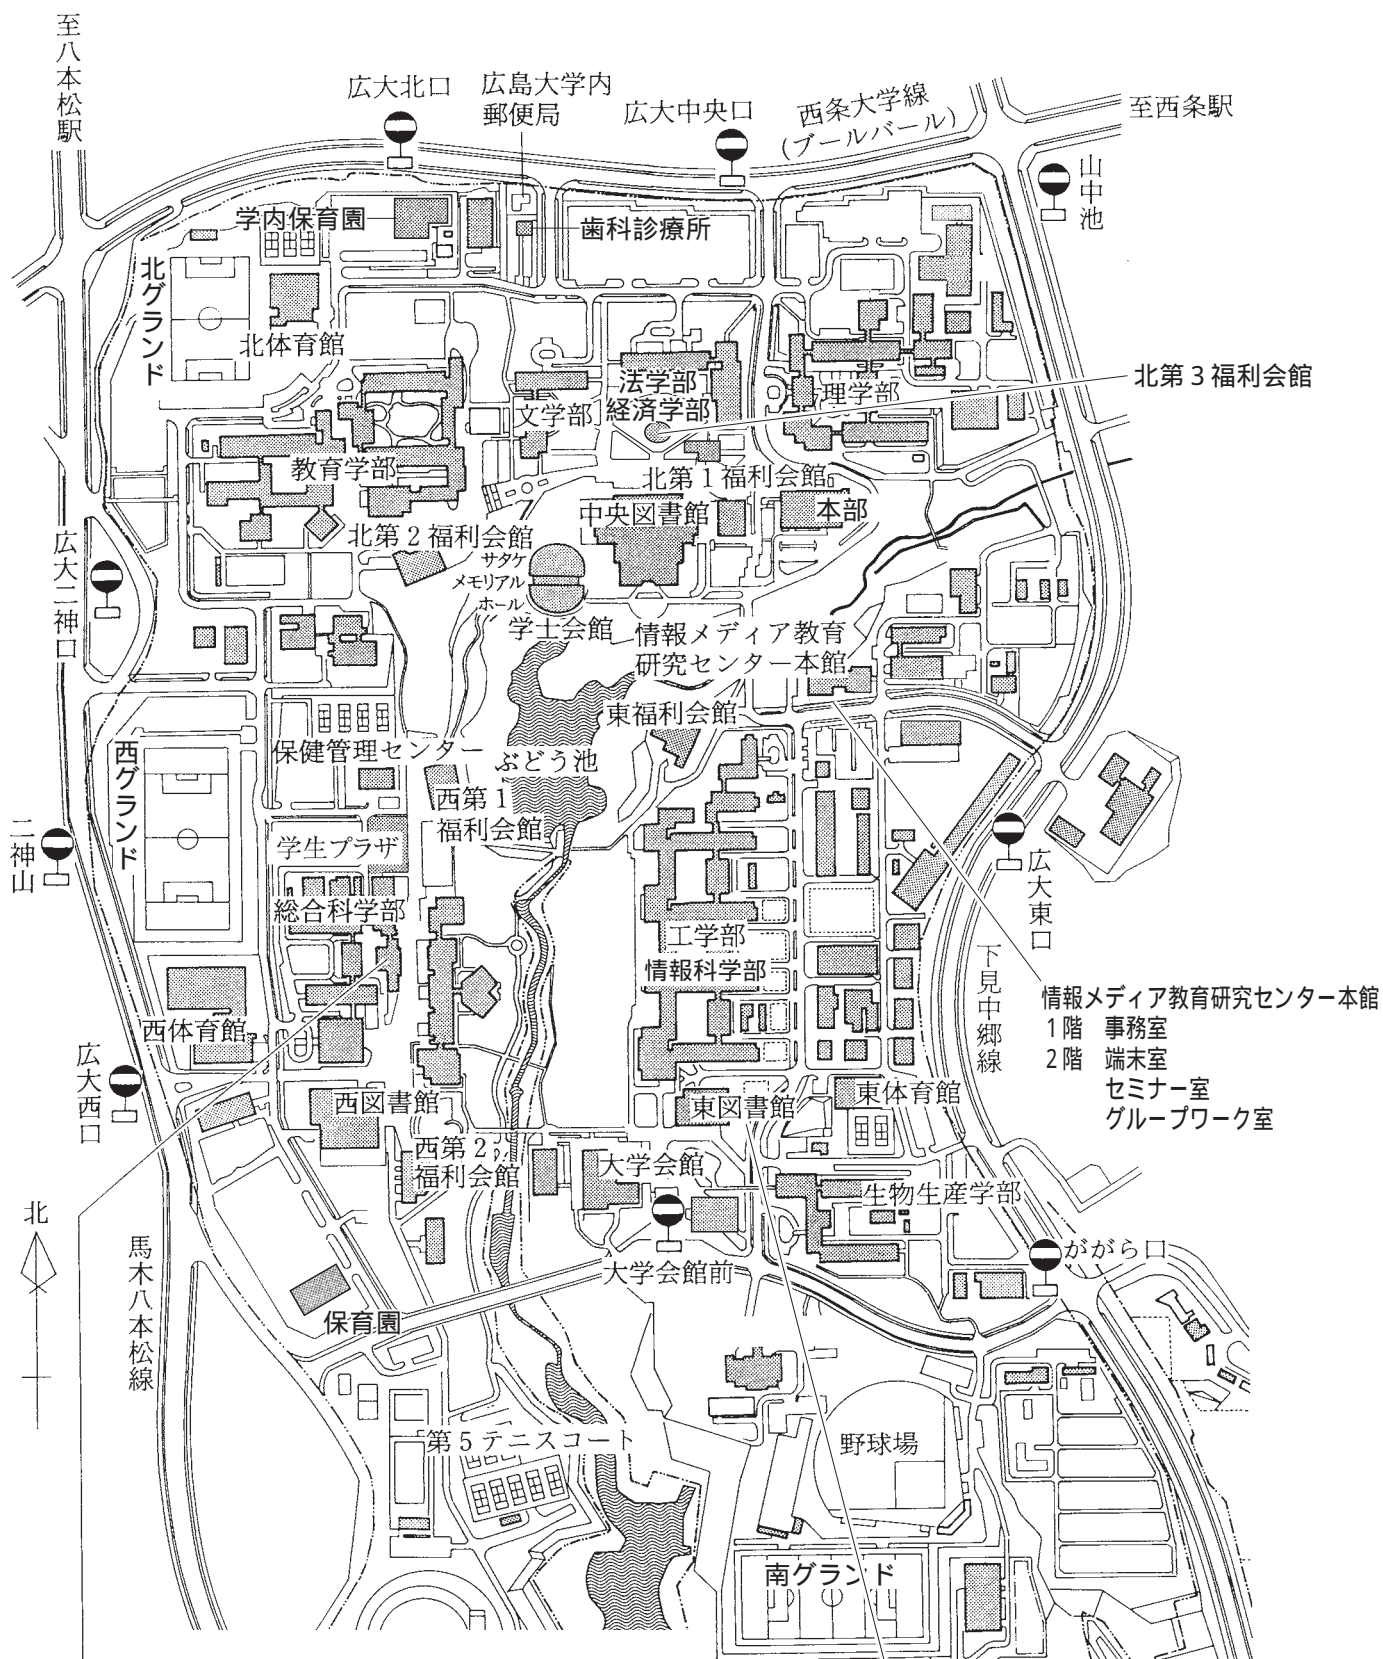 至八本松駅
広大北口
広島大学内
郵便局
広大中央口
西条大学線
(ブールバール)
至西条駅
山中池
学内保育園
歯科診療所
北グランド
北体育館
法学部
経済学部
文学部
理学部
北第3福利会館
教育学部
北第1福利会館
中央図書館
本部
北第2福利会館
サタケ
メモリアル
ホール
学士会館
広大二神口
情報メディア教育
研究センター本館
東福利会館
保健管理センター
ぶどう池
西グランド
西第1
福利会館
二神山
学生プラザ
総合科学部
工学部
情報科学部
広大東口
下見中郷線
情報メディア教育研究センター本館
1階 事務室
2階 端末室
セミナー室
グループワーク室
西体育館
広大西口
西図書館
東図書館
東体育館
西第2
福利会館
大学会館
生物生産学部
北
大学会館前
ががら口
馬木八本松線
保育園
第5テニスコート
野球場
南グランド